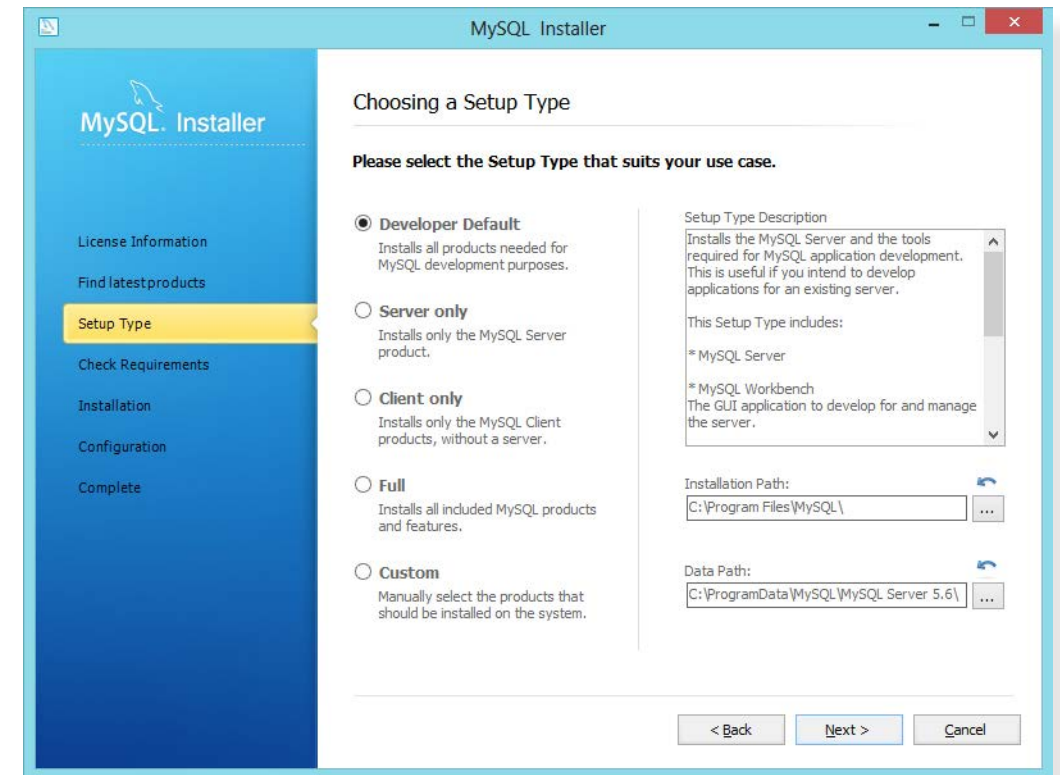 MySQL Installer
MySQL. Installer
License Information
Find latest products
Setup Type
Check Requirements
Installation
Configuration
Complete
Choosing a Setup Type
Please select the Setup Type that suits your use case.
Developer Default
Installs all products needed for
MySQL development purposes.
Server only
Installs only the MySQL Server
product.
Client only
Installs only the MySQL Client
products, without a server.
Full
Installs all included MySQL products
and features.
Custom
Manually select the products that
should be installed on the system.
Setup Type Description
Installs the MySQL Server and the tools
required for MySQL application development.
This is useful if you intend to develop
applications for an existing server.
This Setup Type includes:
* MySQL Server
* MySQL Workbench
The GUI application to develop for and manage
the server.
Installation Path:
C:\Program Files\MySQL\
...
Data Path:
C:\ProgramData\MySQL\MySQL Server 5.6\
...
< Back
Next >
Cancel